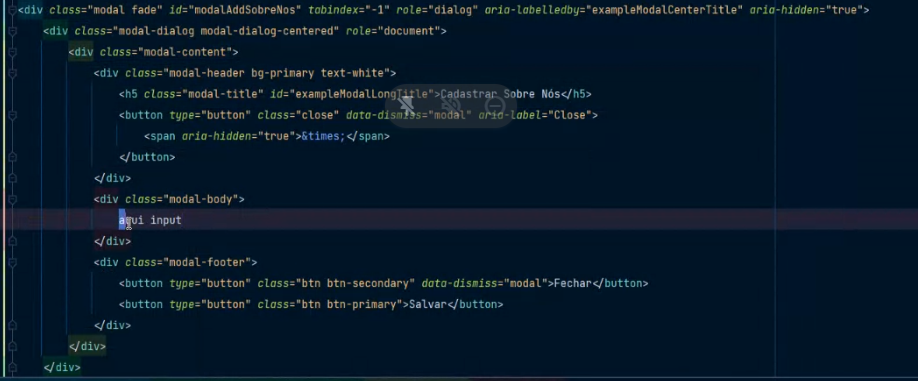 <div class="modal fade" id="modalAddSobreNos" tabindex="-1" role="dialog" aria-labelledby="exampleModalCenterTitle" aria-hidden="true">
<div class="modal-dialog modal-dialog-centered" role="document">
<div class="modal-content">
<div class="modal-header bg-primary text-white">
<h5 class="modal-title" id="exampleModalLongTitle">Cadastrar Sobre Nós</h5>
<button type="button" class="close" data-dismiss="modal" aria-label="Close">
<span aria-hidden="true">&times;</span>
</button>
</div>
<div class="modal-body">
aqui input
</div>
<div class="modal-footer">
<button type="button" class="btn btn-secondary" data-dismiss="modal">Fechar</button>
<button type="button" class="btn btn-primary">Salvar</button>
</div>
</div>
</div>